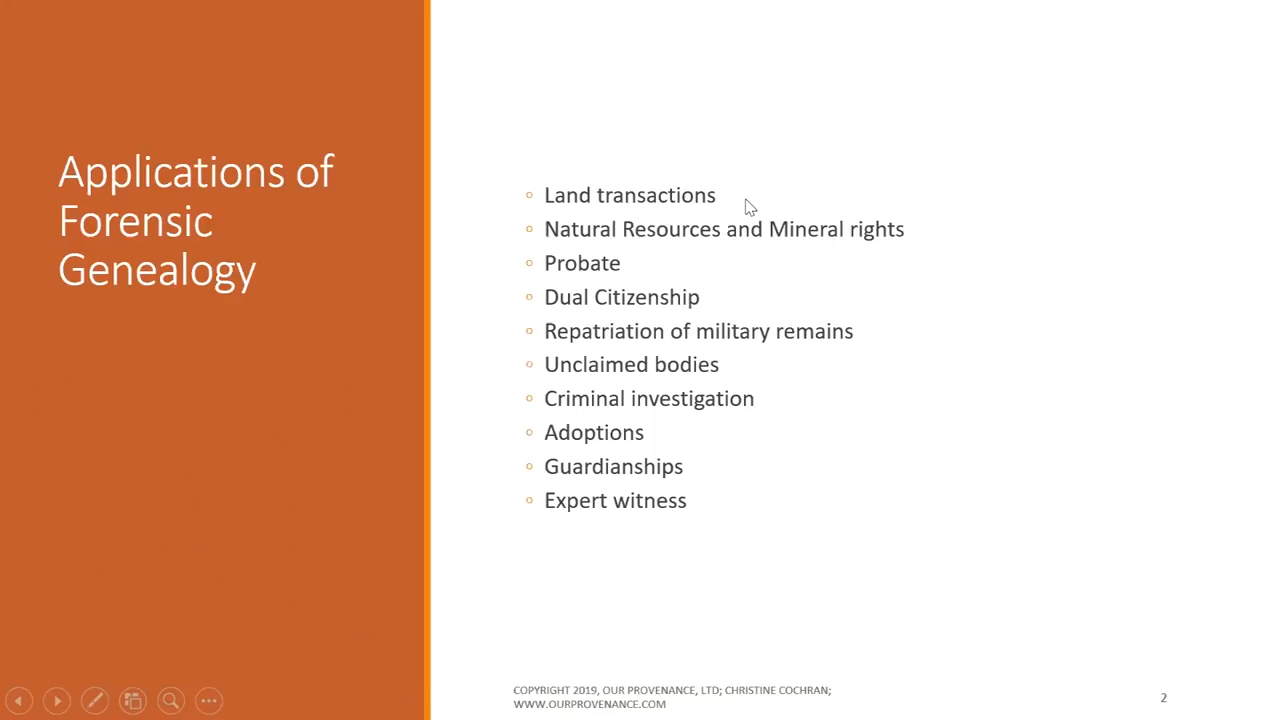 Applications of
Forensic
Genealogy
Land transactions
Natural Resources and Mineral rights
Probate
Dual Citizenship
Repatriation of military remains
Unclaimed bodies
Criminal investigation
Adoptions
Guardianships
Expert witness
COPYRIGHT 2019, OUR PROVENANCE, LTD; CHRISTINE COCHRAN;
WWW.OURPROVENANCE.COM
2